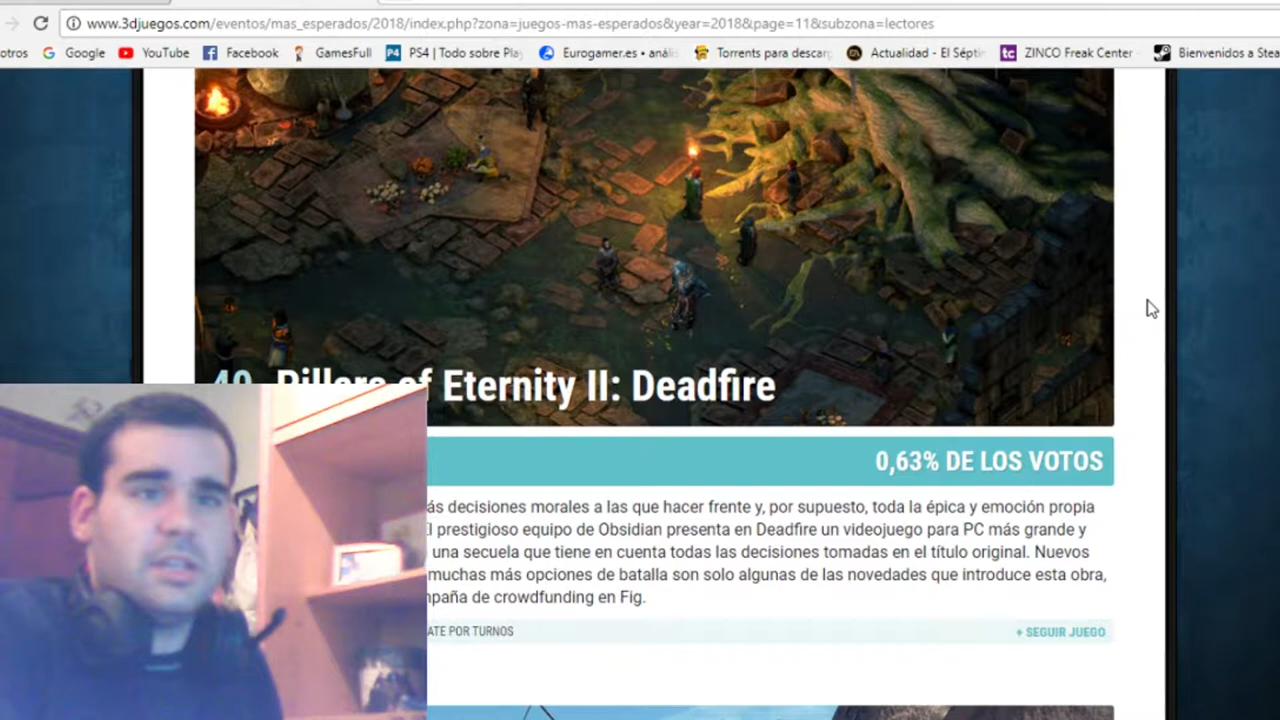 www.3djuegos.com/eventos/mas_esperados/2018/index.php?zona=juegos-mas-esperados&year=2018&page=11&subzona=lectores
otros Google YouTube GamesFull PS4 | Todo sobre Play Eurogamer.es • anális Torrents para descarg Actualidad - El Séptim ZINCO Freak Center Bienvenidos a Stea
Pillars of Eternity II: Deadfire
0,63% DE LOS VOTOS
ás decisiones morales a las que hacer frente y, por supuesto, toda la épica y emoción propia
El prestigioso equipo de Obsidian presenta en Deadfire un videojuego para PC más grande y
una secuela que tiene en cuenta todas las decisiones tomadas en el título original. Nuevos
muchas más opciones de batalla son solo algunas de las novedades que introduce esta obra,
mpaña de crowdfunding en Fig.
ATE POR TURNOS + SEGUIR JUEGO